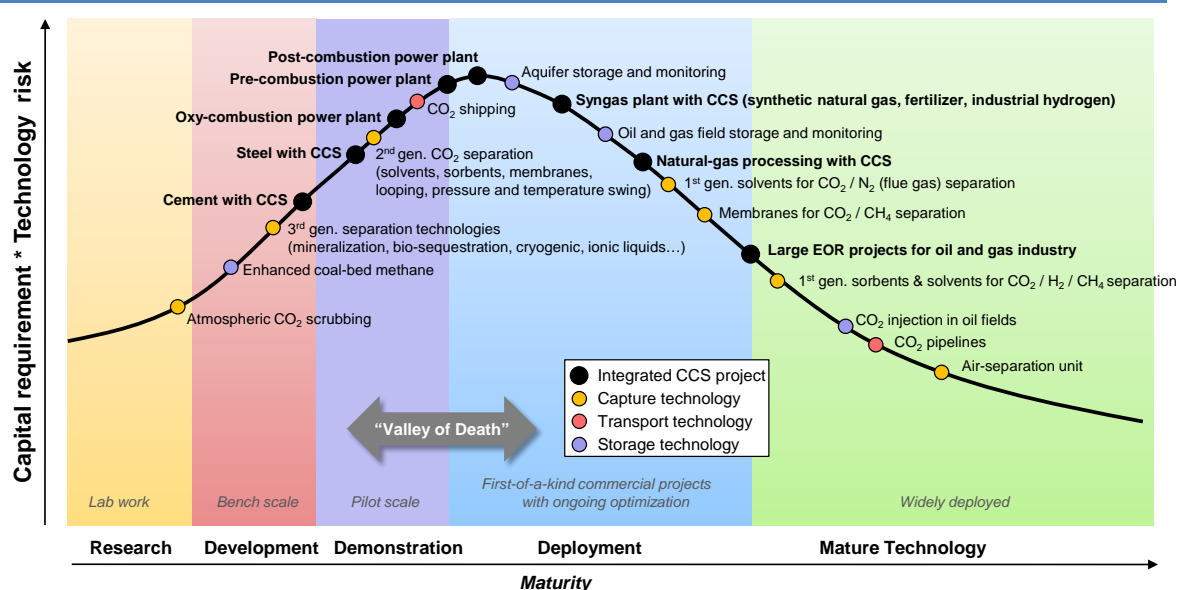 Capital requirement * Technology risk
Post-combustion power plant
Pre-combustion power plant
Aquifer storage and monitoring
CO2 shipping
Syngas plant with CCS (synthetic natural gas, fertilizer, industrial hydrogen)
Oxy-combustion power plant
Oil and gas field storage and monitoring
Steel with CCS
2nd gen. CO2 separation
(solvents, sorbents, membranes,
looping, pressure and temperature swing)
Natural-gas processing with CCS
1st gen. solvents for CO2 / N2 (flue gas) separation
Cement with CCS
Membranes for CO2 / CH4 separation
3rd gen. separation technologies
(mineralization, bio-sequestration, cryogenic, ionic liquids…)
Large EOR projects for oil and gas industry
Enhanced coal-bed methane
1st gen. sorbents & solvents for CO2 / H2 / CH4 separation
Atmospheric CO2 scrubbing
CO2 injection in oil fields
CO2 pipelines
Air-separation unit
Integrated CCS project
Capture technology
Transport technology
Storage technology
“Valley of Death”
Lab work
Bench scale
Pilot scale
First-of-a-kind commercial projects
with ongoing optimization
Widely deployed
Research
Development
Demonstration
Deployment
Mature Technology
Maturity